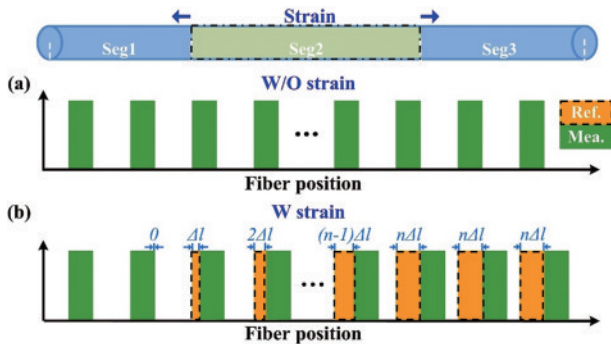 Strain
Seg1 Seg2 Seg3
(a) W/O strain
...
Ref.
Mea.
Fiber position
(b) W strain
0 Δl 2Δl (n-1)Δl nΔl nΔl nΔl
...
Fiber position